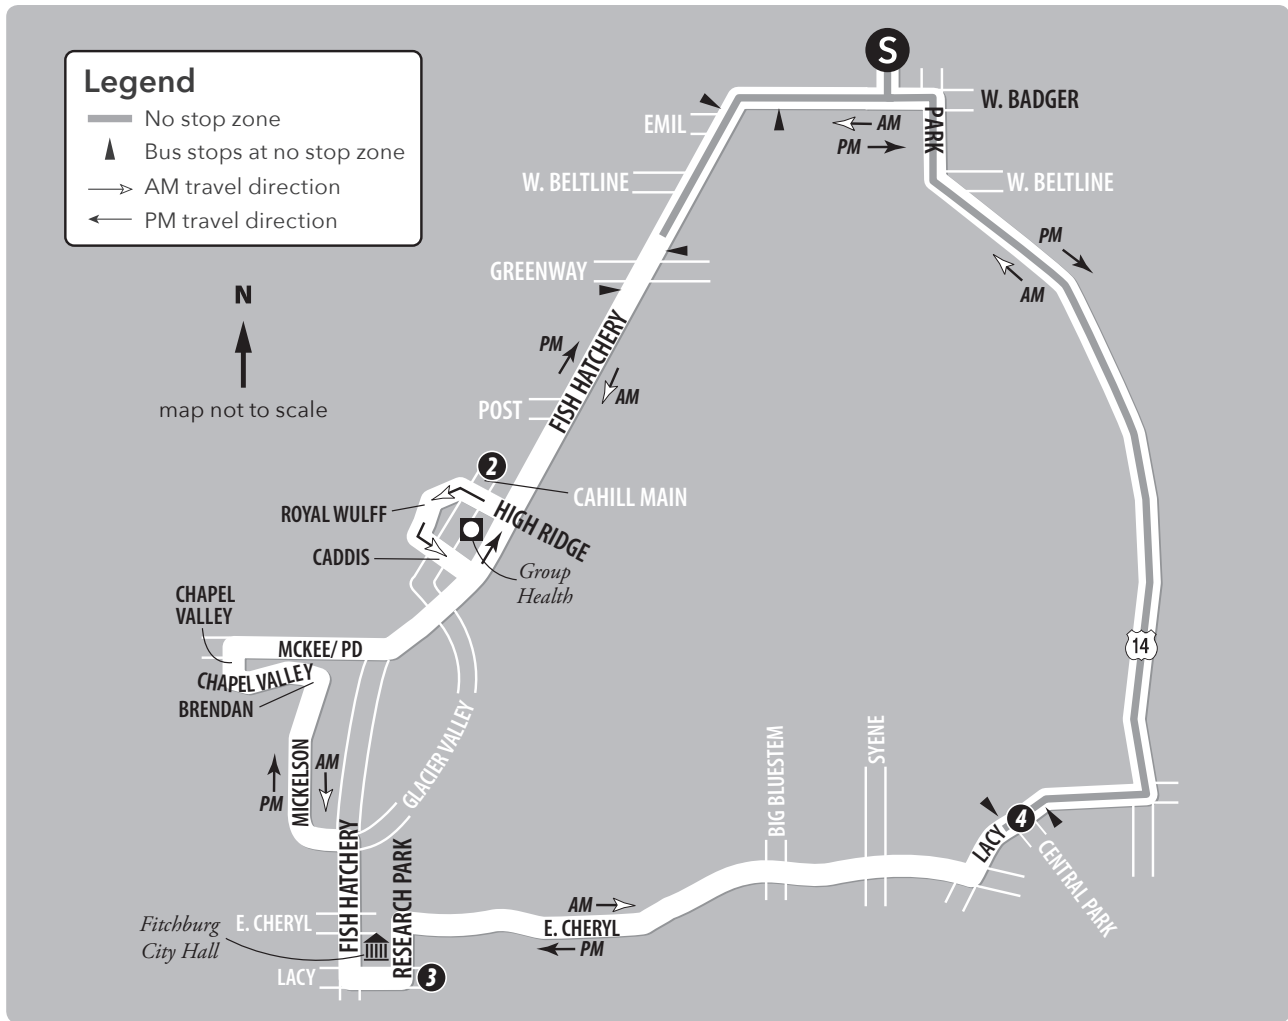 S
Legend
No stop zone
Bus stops at no stop zone
AM travel direction
PM travel direction
W. BADGER
PARK
EMIL
AM
PM
W. BELTLINE
W. BELTLINE
PM
AM
GREENWAY
N
map not to scale
PM
FISH HATCHERY
AM
POST
2
CAHILL MAIN
ROYAL WULFF
HIGH RIDGE
CADDIS
Group
Health
CHAPEL
VALLEY
MCKEE/ PD
14
CHAPEL VALLEY
BRENDAN
GLACIER VALLEY
MICKELSON
AM
PM
BIG BLUESTEM
SYENE
4
LACY
CENTRAL PARK
FISH HATCHERY
RESEARCH PARK
AM
E. CHERYL
PM
E. CHERYL
Fitchburg
City Hall
LACY
3